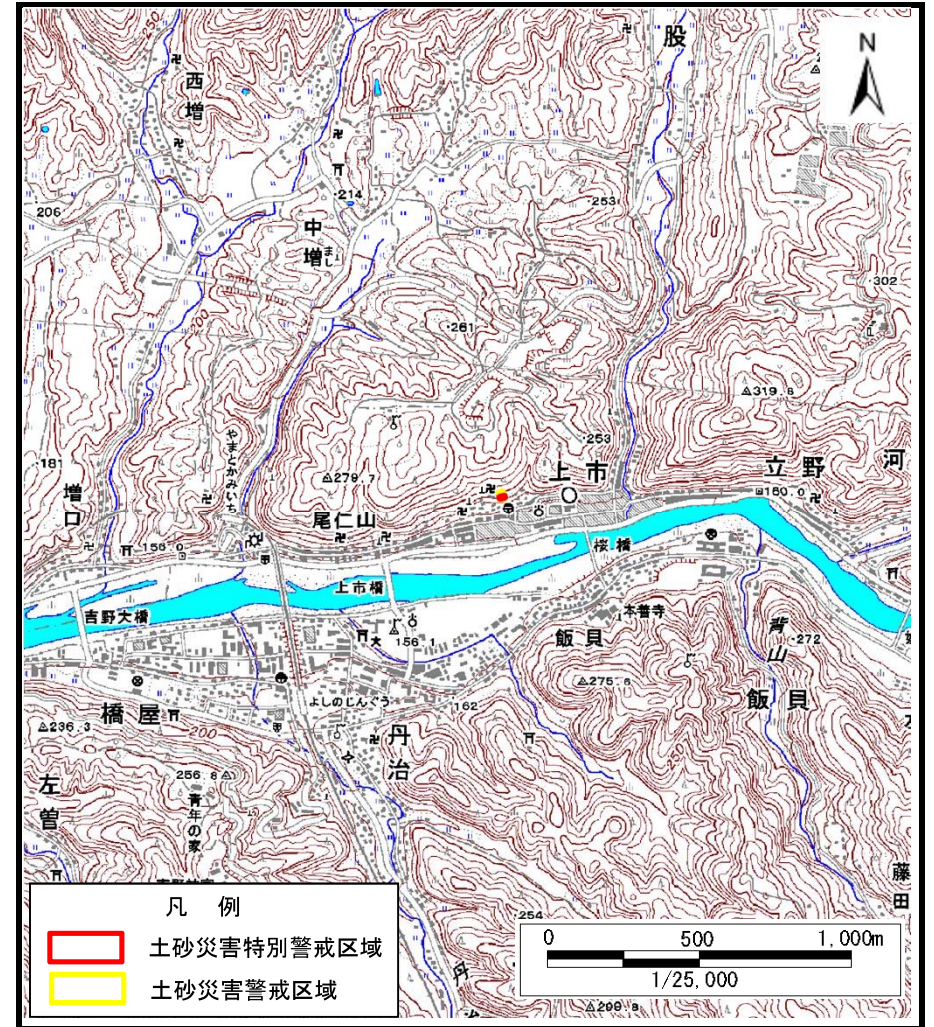 250
股
N
西増
214
206
253
中増
まし
302
200
261
319.8
253
やまとかみいち
181
279.7
上市
立野
河
160.0
増口
尾仁山
156.0
桜橋
上市橋
吉野大橋
本善寺
156.1
飯貝
背山
272
275.6
飯貝
よしのじんぐう
162
橋屋
236.3
200
丹治
256.8
左曽
青年の家
藤田
254
丹
凡 例
土砂災害特別警戒区域
土砂災害警戒区域
0 500 1,000m
1/25,000